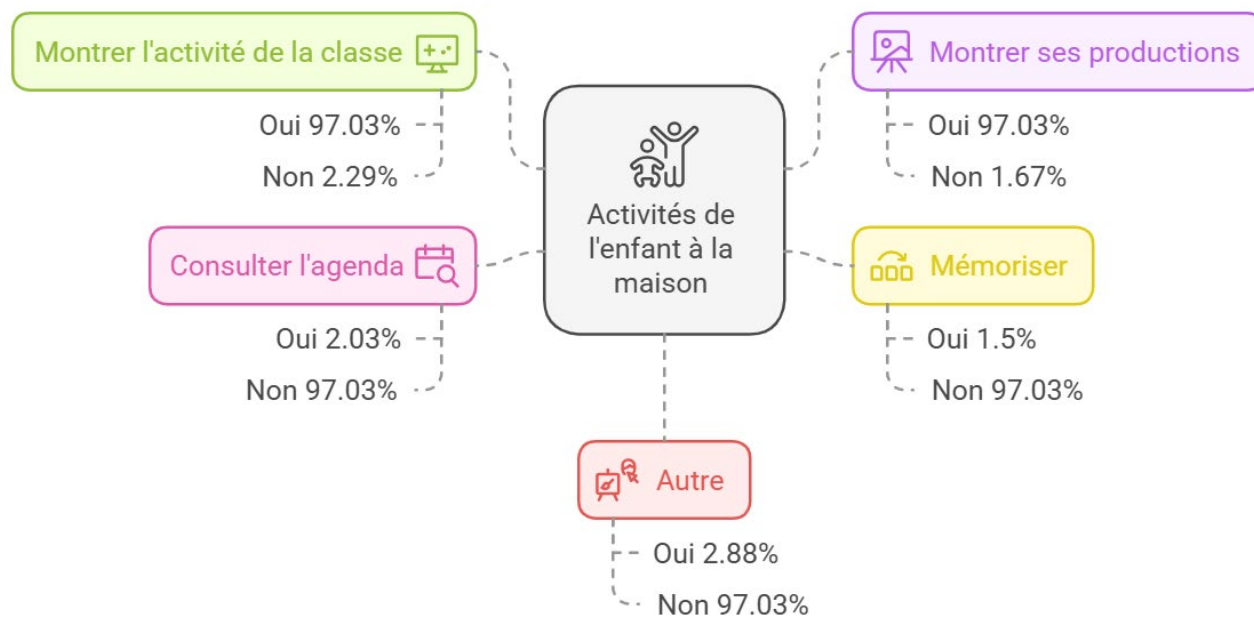 Montrer l'activité de la classe
Oui 97.03%
Non 2.29%
Montrer ses productions
Oui 97.03%
Non 1.67%
Activités de
l'enfant à la
maison
Consulter l'agenda
Oui 2.03%
Non 97.03%
Mémoriser
Oui 1.5%
Non 97.03%
Autre
Oui 2.88%
Non 97.03%